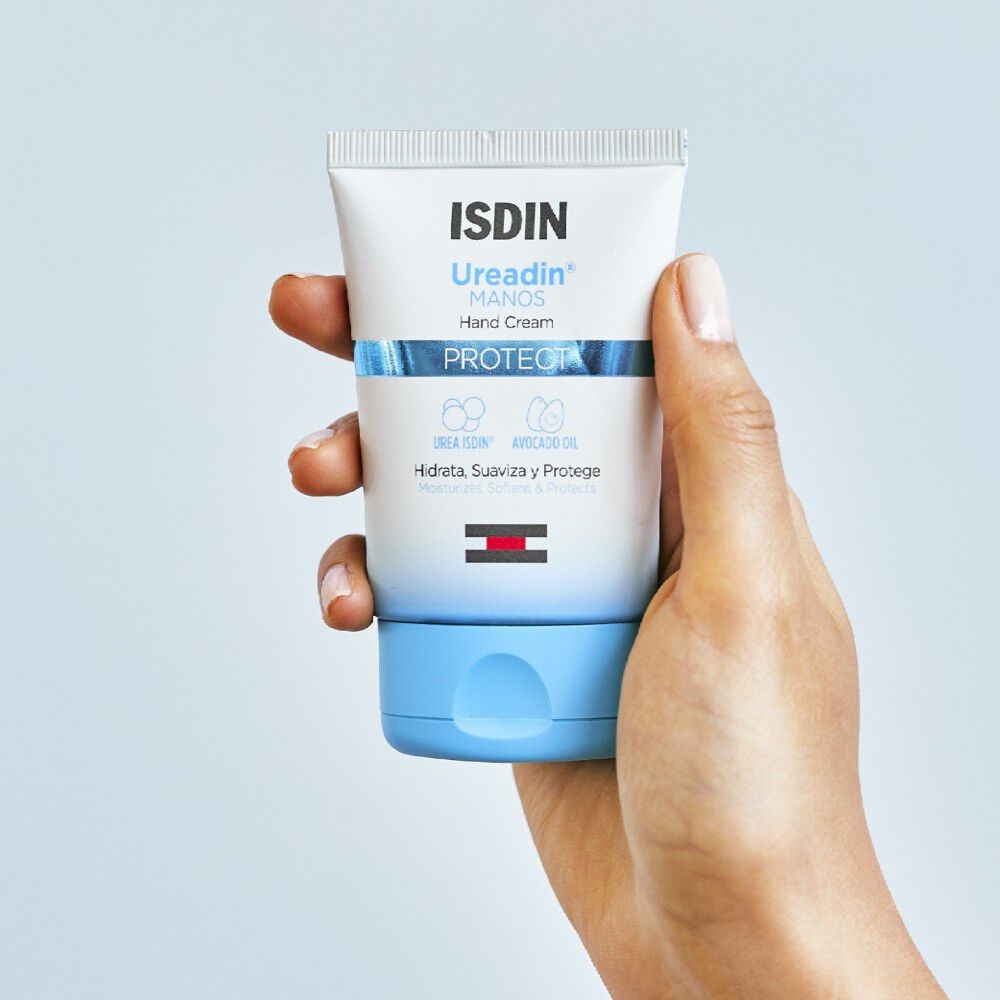 ISDIN
Ureadin®
MANOS
Hand Cream
PROTECT
UREA ISDIN® AVOCADO OIL
Hidrata, Suaviza y Protege
Moisturizes, Softens & Protects